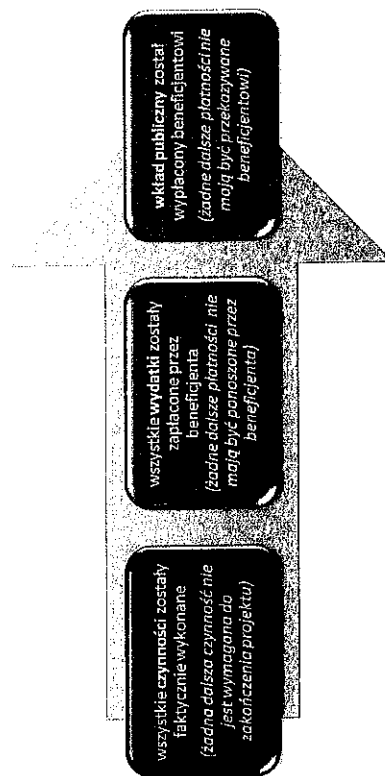 wszystkie czynności zostały
faktycznie wykonane
(żadna dalsza czynność nie
jest wymagana do
zakończenia projektu)
wszystkie wydatki zostały
zapłacone przez
beneficjenta
(żadne dalsze płatności nie
mają być ponoszone przez
beneficjenta)
wkład publiczny został
wypłacony beneficjentowi
(żadne dalsze płatności nie
mają być przekazywane
beneficjentowi)